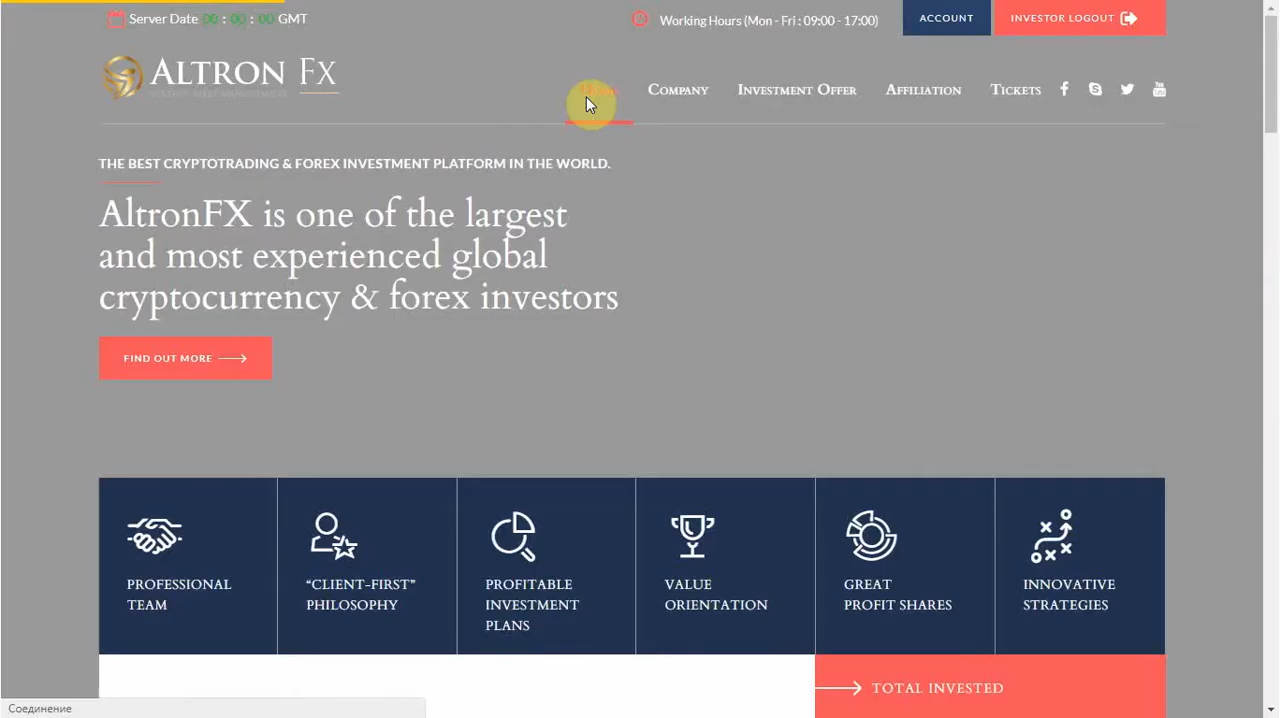 Server Date 00 : 00 : 00 GMT
Working Hours (Mon - Fri : 09:00 - 17:00)
ACCOUNT
INVESTOR LOGOUT
ALTRON FX
COMPANY
INVESTMENT OFFER
AFFILIATION
TICKETS
THE BEST CRYPTOTRADING & FOREX INVESTMENT PLATFORM IN THE WORLD.
AltronFX is one of the largest
and most experienced global
cryptocurrency & forex investors
FIND OUT MORE
PROFESSIONAL
TEAM
“CLIENT-FIRST”
PHILOSOPHY
PROFITABLE
INVESTMENT
PLANS
VALUE
ORIENTATION
GREAT
PROFIT SHARES
INNOVATIVE
STRATEGIES
TOTAL INVESTED
Соединение